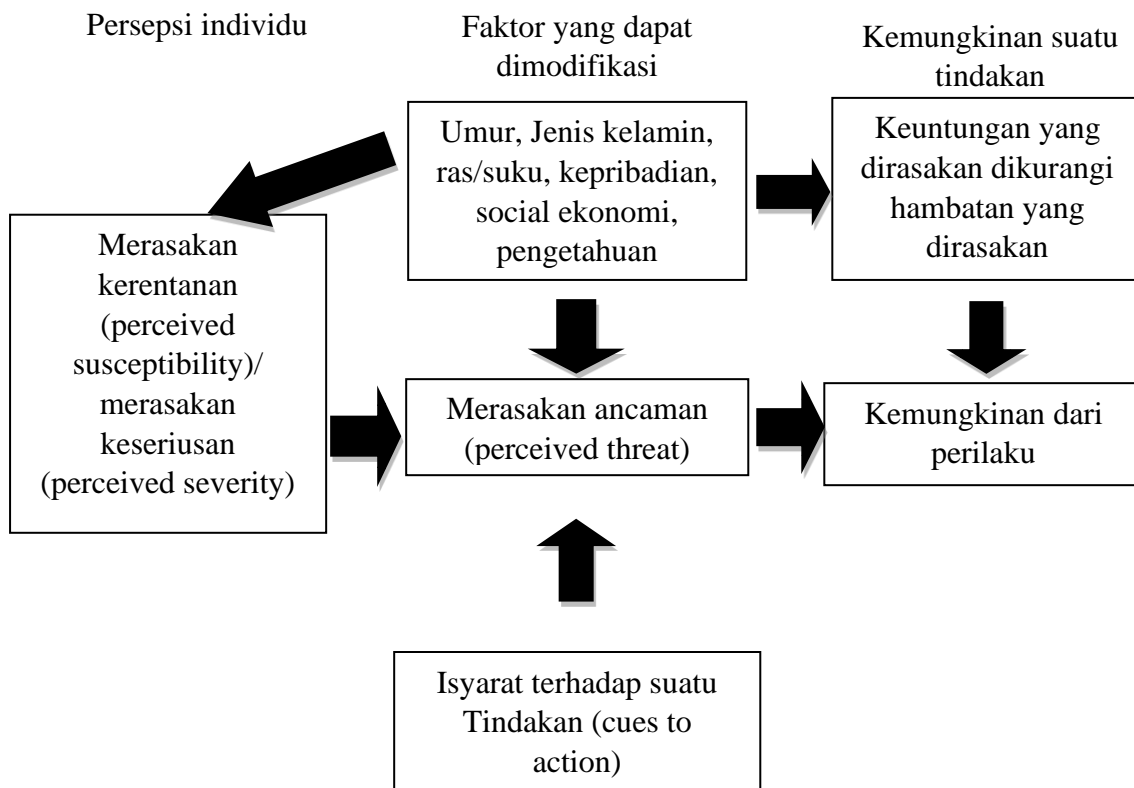 Persepsi individu
Faktor yang dapat
dimodifikasi
Kemungkinan suatu
tindakan
Umur, Jenis kelamin,
ras/suku, kepribadian,
social ekonomi,
pengetahuan
Keuntungan yang
dirasakan dikurangi
hambatan yang
dirasakan
Merasakan
kerentanan
(perceived
susceptibility)/
merasakan
keseriusan
(perceived severity)
Merasakan ancaman
(perceived threat)
Kemungkinan dari
perilaku
Isyarat terhadap suatu
Tindakan (cues to
action)